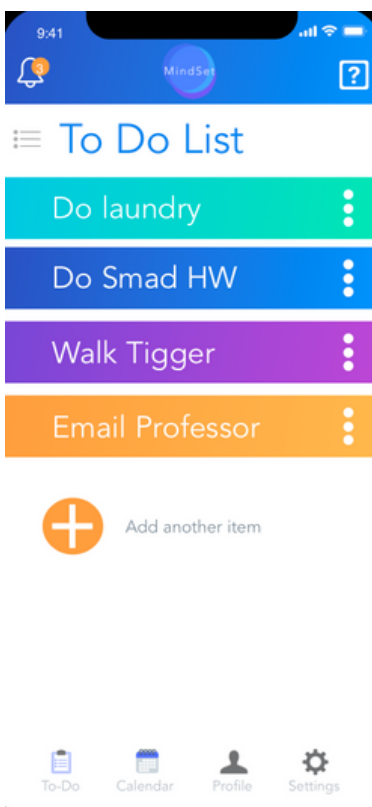 9:41
3
MindSet
?
To Do List
Do laundry
Do Smad HW
Walk Tigger
Email Professor
Add another item
To-Do
Calendar
Profile
Settings